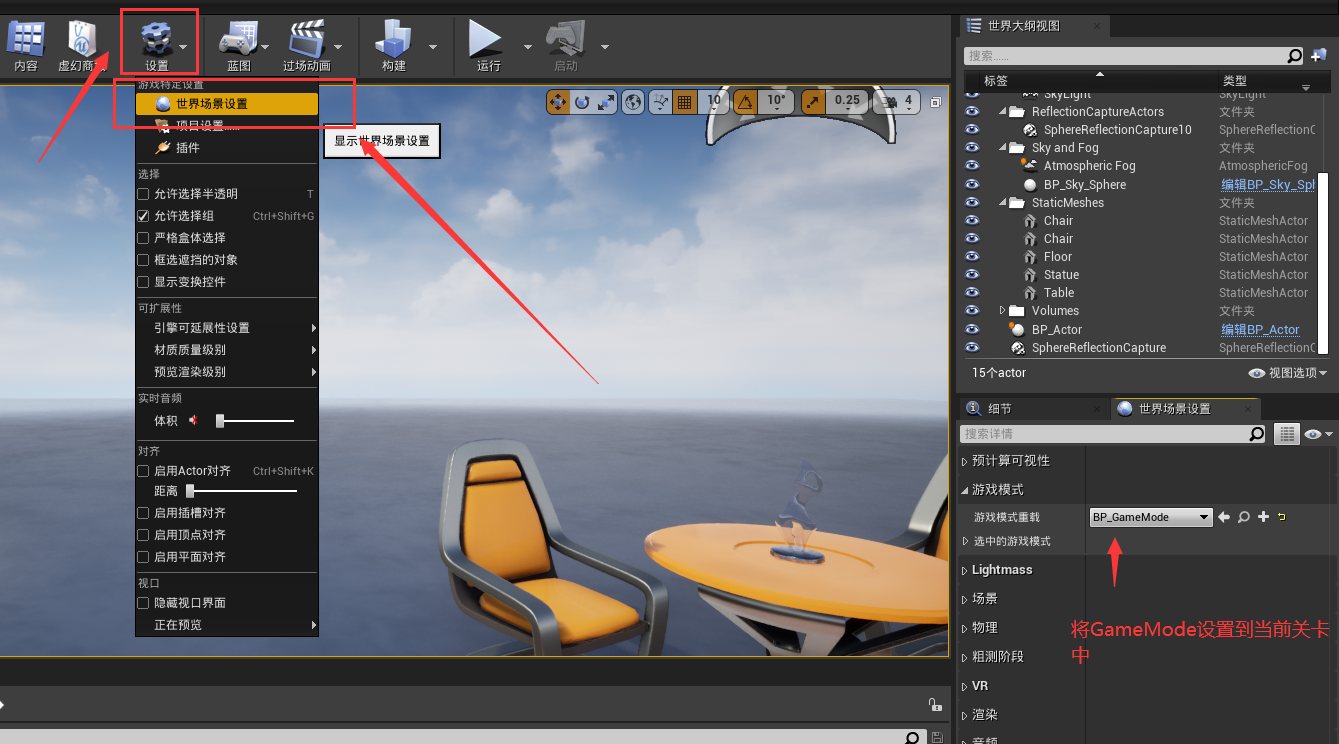 内容
虚幻商
设置
蓝图
过场动画
构建
运行
启动
游戏特定设置
世界场景设置
项目设置......
插件
显示世界场景设置
选择
允许选择半透明 T
允许选择组 Ctrl+Shift+G
严格盒体选择
框选遮挡的对象
显示变换控件
可扩展性
引擎可延展性设置
材质质量级别
预览渲染级别
实时音频
体积
对齐
启用Actor对齐 Ctrl+Shift+K
距离
启用插槽对齐
启用顶点对齐
启用平面对齐
视口
隐藏视口界面
正在预览
10 10° 0.25 4
世界大纲视图
搜索......
标签 类型
SkyLight SkyLight
ReflectionCaptureActors 文件夹
SphereReflectionCapture10 SphereReflectionC
Sky and Fog 文件夹
Atmospheric Fog AtmosphericFog
BP_Sky_Sphere 编辑BP_Sky_Sph
StaticMeshes 文件夹
Chair StaticMeshActor
Chair StaticMeshActor
Floor StaticMeshActor
Statue StaticMeshActor
Table StaticMeshActor
Volumes 文件夹
BP_Actor 编辑BP_Actor
SphereReflectionCapture SphereReflectionC
15个actor 视图选项
细节 世界场景设置
搜索详情
预计算可视性
游戏模式
游戏模式重载 BP_GameMode
选中的游戏模式
Lightmass
场景
物理
粗测阶段
VR
渲染
音频
将GameMode设置到当前关卡
中